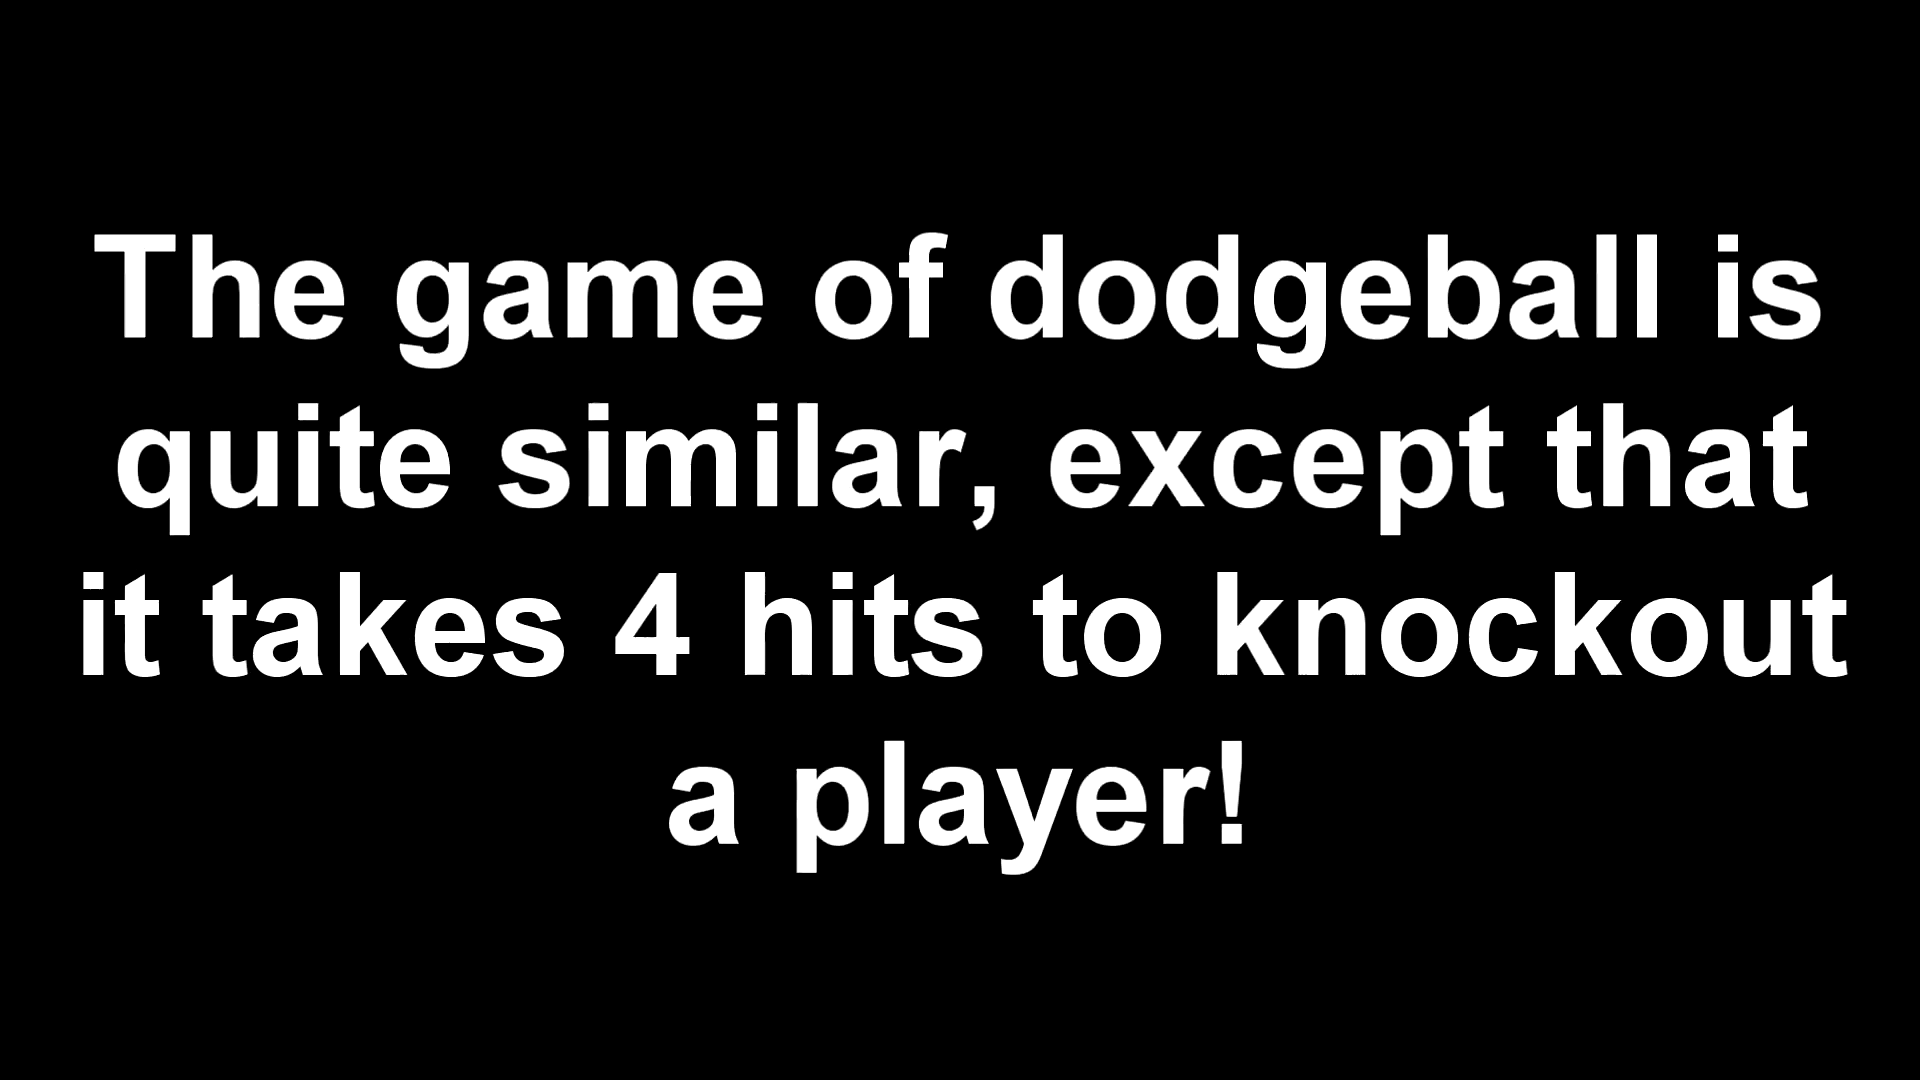 The game of dodgeball is
quite similar, except that
it takes 4 hits to knockout
a player!